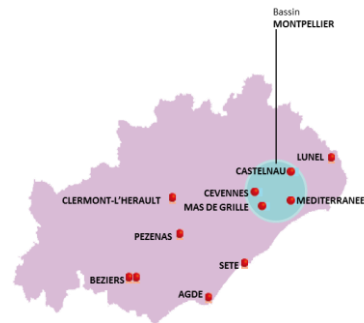 Bassin
MONTPELLIER
LUNEL
CASTELNAU
CEVENNES
CLERMONT-L'HERAULT
MEDITERRANEE
MAS DE GRILLE
PEZENAS
SETE
BEZIERS
AGDE